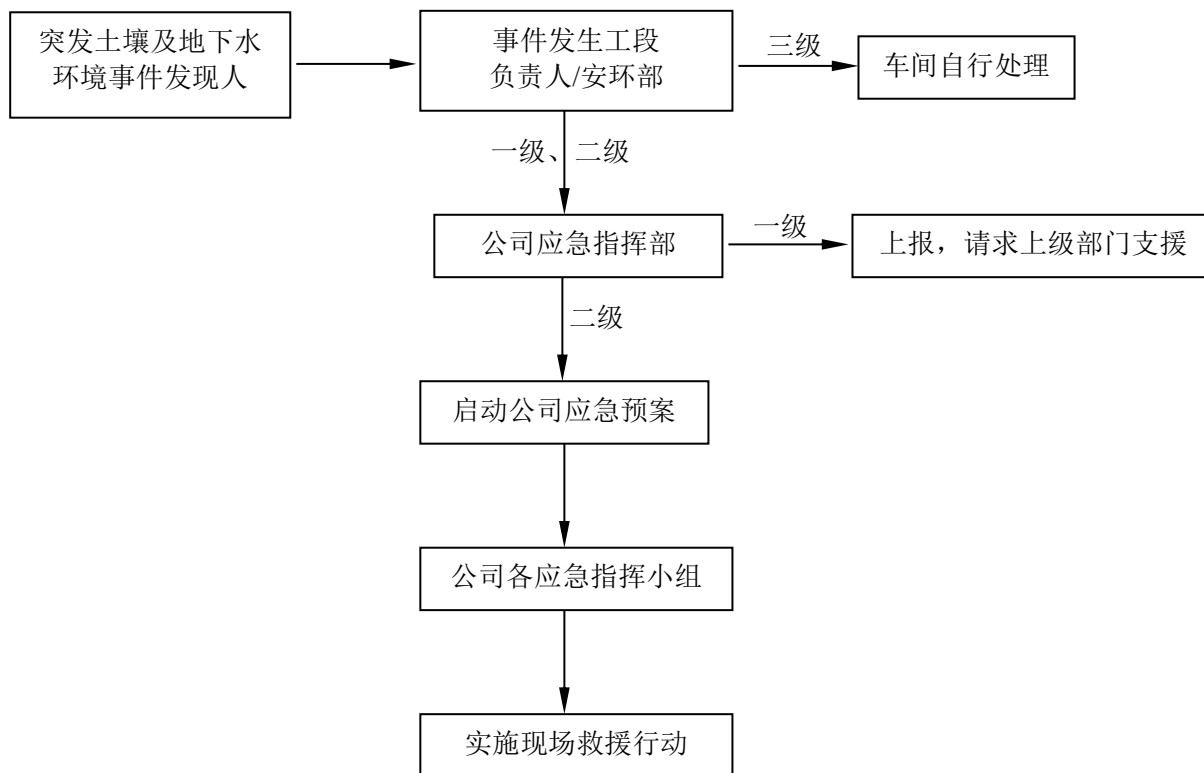 突发土壤及地下水
环境事件发现人
事件发生工段
负责人/安环部
三级
车间自行处理
一级、二级
公司应急指挥部
一级
上报，请求上级部门支援
二级
启动公司应急预案
公司各应急指挥小组
实施现场救援行动